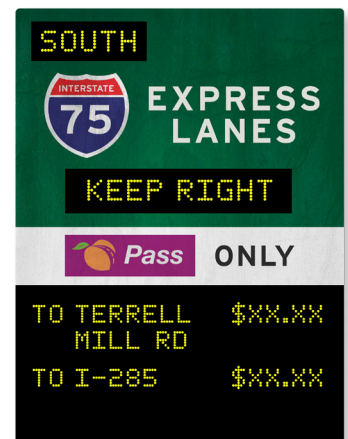 SOUTH
INTERSTATE
75
EXPRESS
LANES
KEEP RIGHT
Pass ONLY
TO TERRELL $XX.XX
MILL RD
TO I-285 $XX.XX